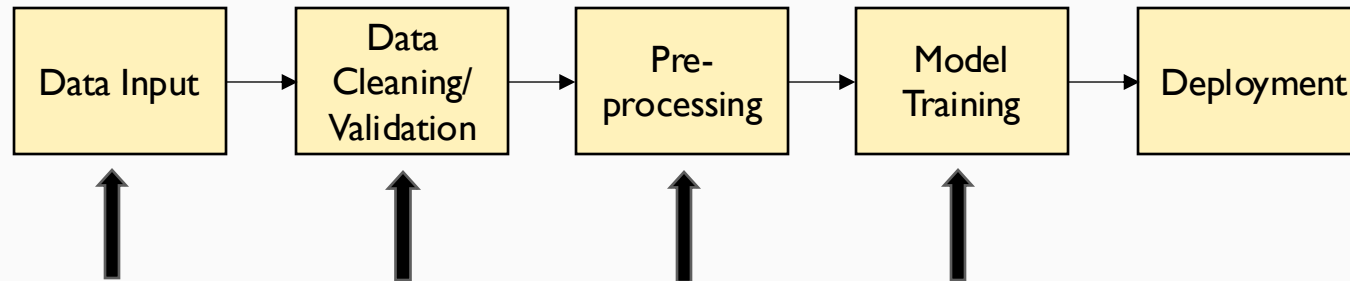 Data Input
Data
Cleaning/
Validation
Pre-
processing
Model
Training
Deployment